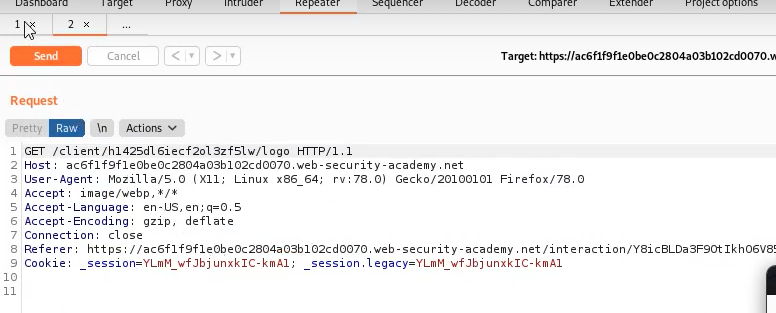 Dashboard Target Proxy Intruder Repeater Sequencer Decoder Comparer Extender Project options
1 × 2 × ...
Send Cancel < > Target: https://ac6f1f9f1e0be0c2804a03b102cd0070.w
Request
Pretty Raw \n Actions
1 GET /client/h1425dl6iecf2ol3zf5lw/logo HTTP/1.1
2 Host: ac6f1f9f1e0be0c2804a03b102cd0070.web-security-academy.net
3 User-Agent: Mozilla/5.0 (X11; Linux x86_64; rv:78.0) Gecko/20100101 Firefox/78.0
4 Accept: image/webp,*/*
5 Accept-Language: en-US,en;q=0.5
6 Accept-Encoding: gzip, deflate
7 Connection: close
8 Referer: https://ac6f1f9f1e0be0c2804a03b102cd0070.web-security-academy.net/interaction/Y8icBLDa3F9OtIkhO6V85
9 Cookie: _session=YLmM_wfJbjunxkIC-kmA1; _session.legacy=YLmM_wfJbjunxkIC-kmA1
10
11